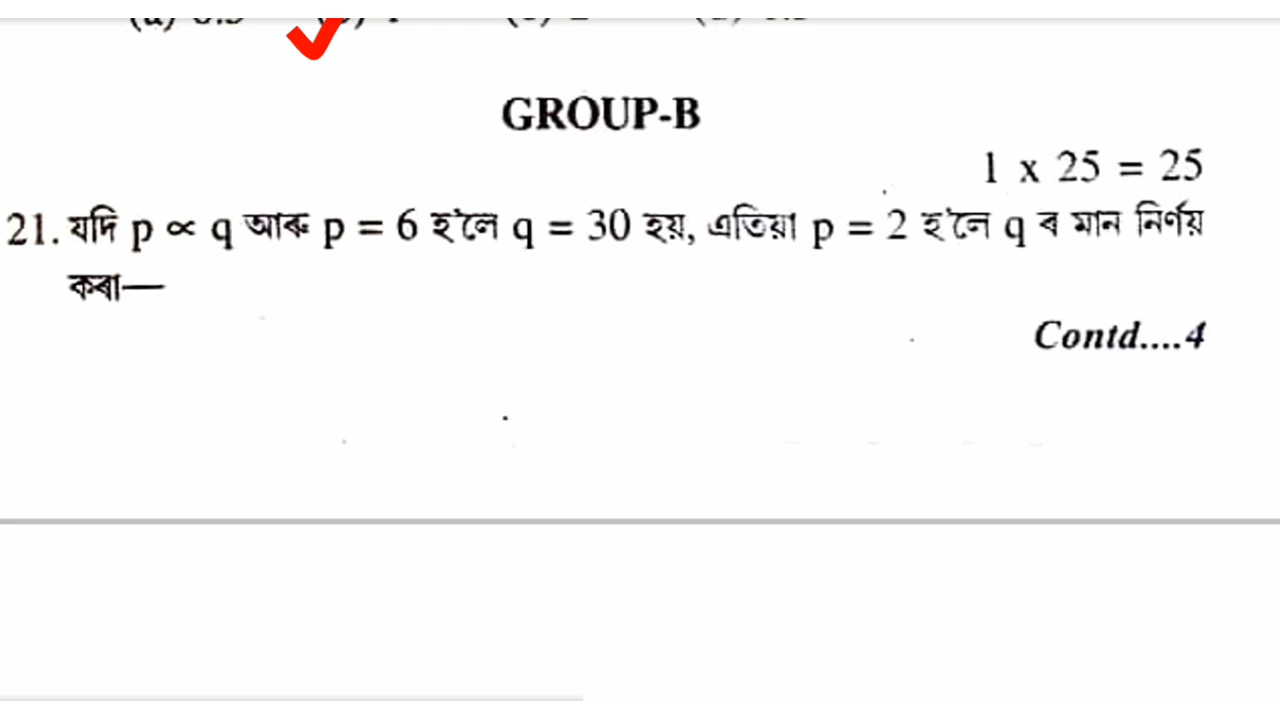 GROUP-B
1 x 25 = 25
21. যদি p ∝ q আৰু p = 6 হ'লে q = 30 হয়, এতিয়া p = 2 হ'লে q ৰ মান নিৰ্ণয়
কৰা—
Contd....4